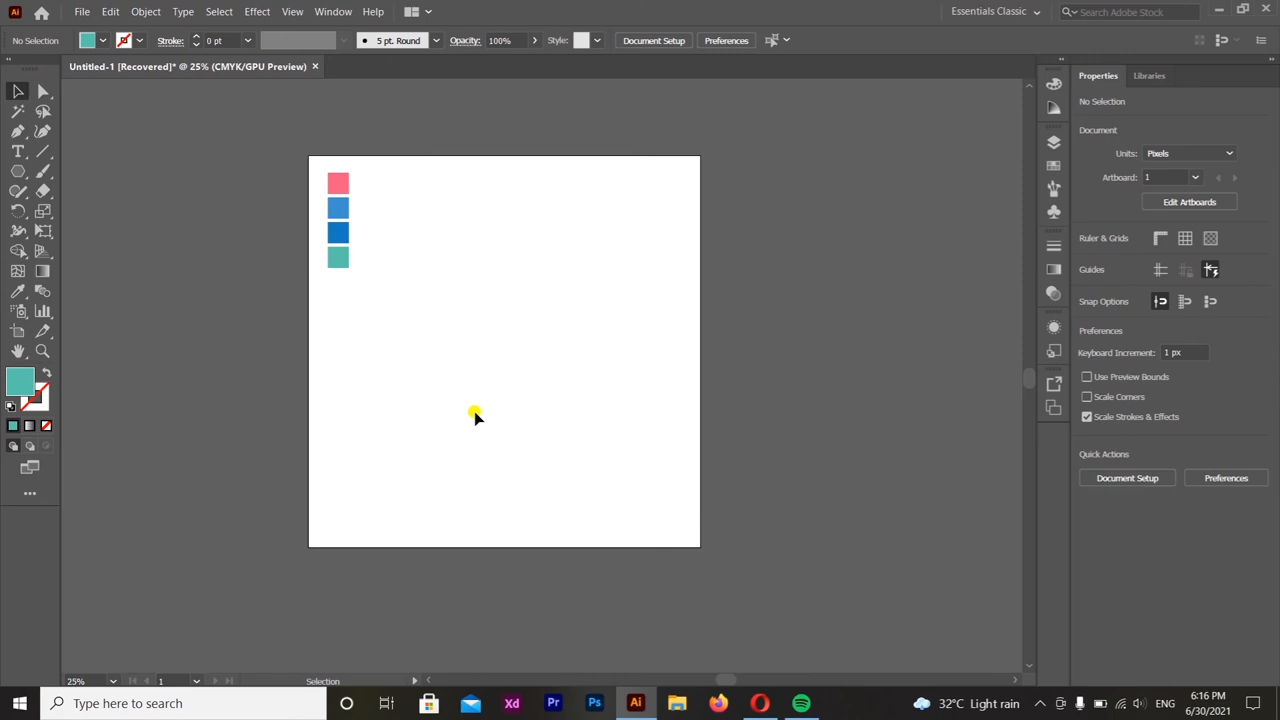 Ai File Edit Object Type Select Effect View Window Help Essentials Classic Search Adobe Stock
No Selection Stroke: 0 pt 5 pt. Round Opacity: 100% Style: Document Setup Preferences
Untitled-1 [Recovered]* @ 25% (CMYK/GPU Preview) ×
Properties Libraries
No Selection
Document
Units: Pixels
Artboard: 1
Edit Artboards
Ruler & Grids
Guides
Snap Options
Preferences
Keyboard Increment: 1 px
Use Preview Bounds
Scale Corners
Scale Strokes & Effects
Quick Actions
Document Setup Preferences
25% 1 Selection
Type here to search Xd Pr Ps Ai 32°C Light rain ENG 6:16 PM
6/30/2021